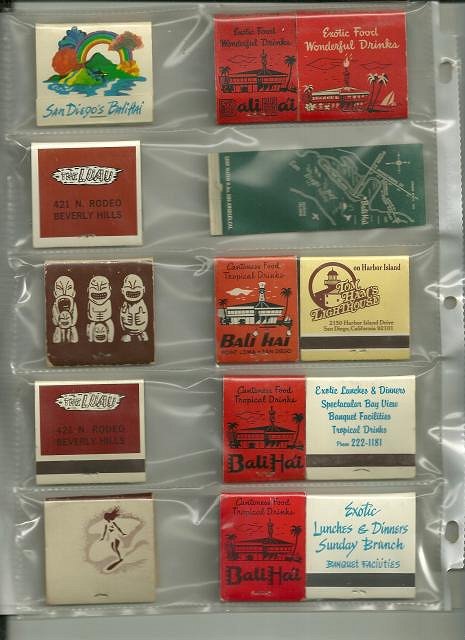 San Diego's Bali Hai
Exotic Food
Wonderful Drinks
Bali Hai
Exotic Food
Wonderful Drinks
THE LUAU
421 N. RODEO
BEVERLY HILLS
Bali Hai
Cantonese Food
Tropical Drinks
Bali Hai
POINT LOMA • SAN DIEGO
on Harbor Island
TOM HAM'S
LIGHTHOUSE
2150 Harbor Island Drive
San Diego, California 92101
THE LUAU
421 N. RODEO
BEVERLY HILLS
Cantonese Food
Tropical Drinks
Bali Hai
Exotic Lunches & Dinners
Spectacular Bay View
Banquet Facilities
Tropical Drinks
Phone 222-1181
Cantonese Food
Tropical Drinks
Bali Hai
Exotic
Lunches & Dinners
Sunday Brunch
BANQUET FACILITIES